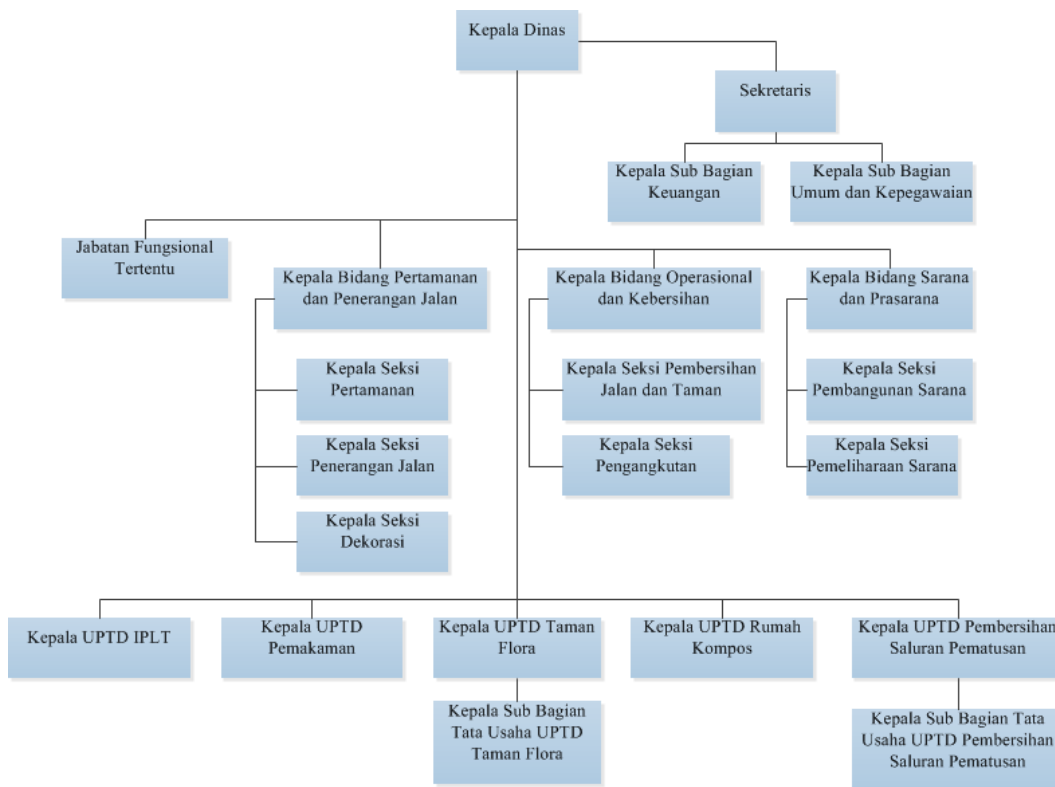 Kepala Dinas
Sekretaris
Kepala Sub Bagian
Keuangan
Kepala Sub Bagian
Umum dan Kepegawaian
Jabatan Fungsional
Tertentu
Kepala Bidang Pertamanan
dan Penerangan Jalan
Kepala Bidang Operasional
dan Kebersihan
Kepala Bidang Sarana
dan Prasarana
Kepala Seksi
Pertamanan
Kepala Seksi Pembersihan
Jalan dan Taman
Kepala Seksi
Pembangunan Sarana
Kepala Seksi
Penerangan Jalan
Kepala Seksi
Pengangkutan
Kepala Seksi
Pemeliharaan Sarana
Kepala Seksi
Dekorasi
Kepala UPTD IPLT
Kepala UPTD
Pemakaman
Kepala UPTD Taman
Flora
Kepala UPTD Rumah
Kompos
Kepala UPTD Pembersihan
Saluran Pematusan
Kepala Sub Bagian
Tata Usaha UPTD
Taman Flora
Kepala Sub Bagian Tata
Usaha UPTD Pembersihan
Saluran Pematusan